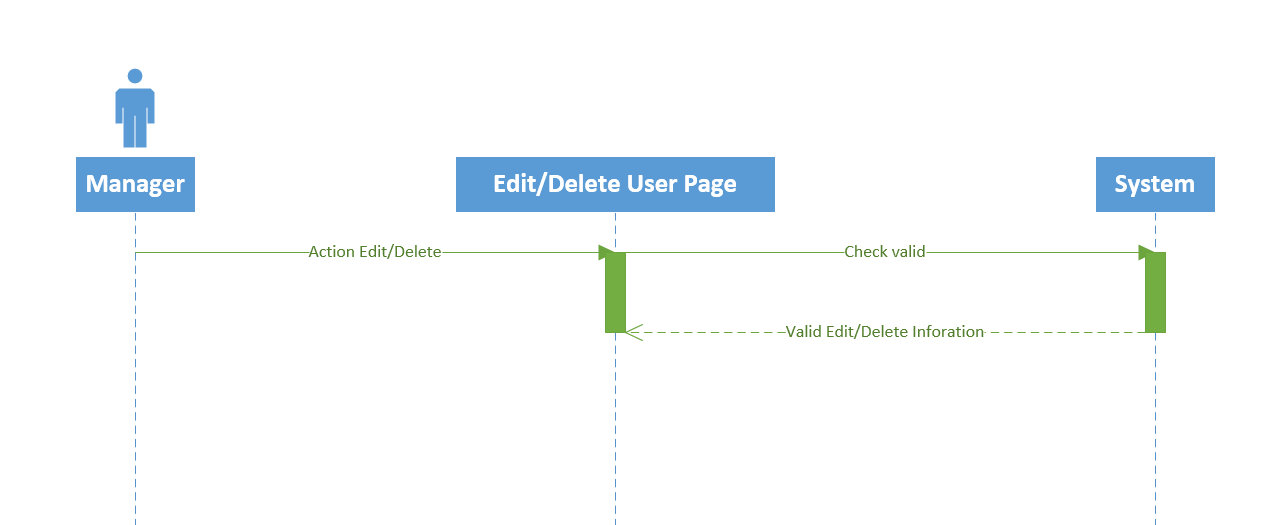 Manager
Edit/Delete User Page
System
Action Edit/Delete
Check valid
Valid Edit/Delete Inforation